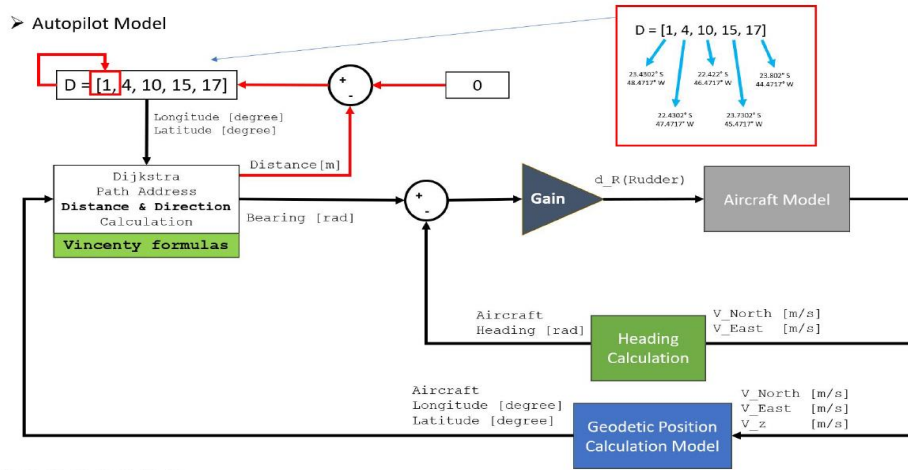 ➤ Autopilot Model
D = [1, 4, 10, 15, 17]
+
-
0
D = [1, 4, 10, 15, 17]
23.4302° S
48.4717° W
22.422° S
46.4717° W
23.802° S
44.4717° W
22.4302° S
47.4717° W
23.7302° S
45.4717° W
Longitude [degree]
Latitude [degree]
Dijkstra
Path Address
Distance & Direction
Calculation
Vincenty formulas
Distance[m]
Bearing [rad]
+
-
Gain
d_R(Rudder)
Aircraft Model
Aircraft
Heading [rad]
Heading
Calculation
V_North [m/s]
V_East [m/s]
Aircraft
Longitude [degree]
Latitude [degree]
Geodetic Position
Calculation Model
V_North [m/s]
V_East [m/s]
V_z [m/s]